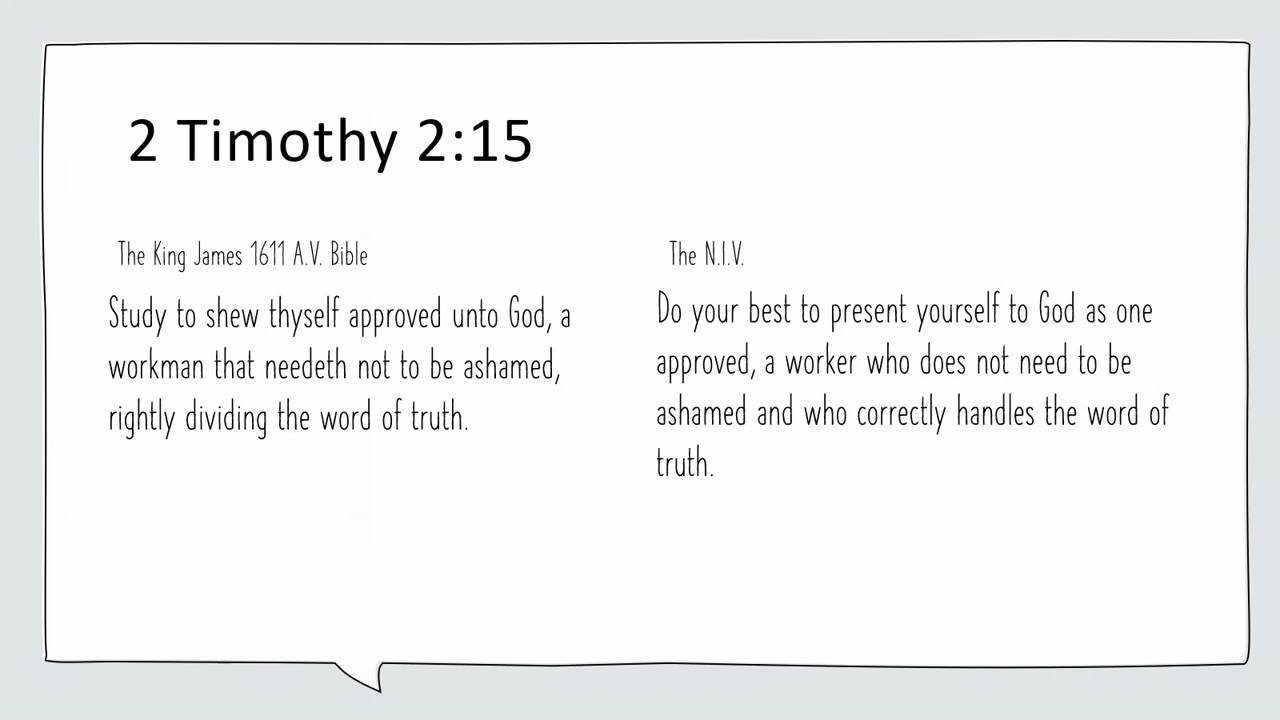 2 Timothy 2:15
The King James 1611 A.V. Bible
Study to shew thyself approved unto God, a
workman that needeth not to be ashamed,
rightly dividing the word of truth.
The N.I.V.
Do your best to present yourself to God as one
approved, a worker who does not need to be
ashamed and who correctly handles the word of
truth.